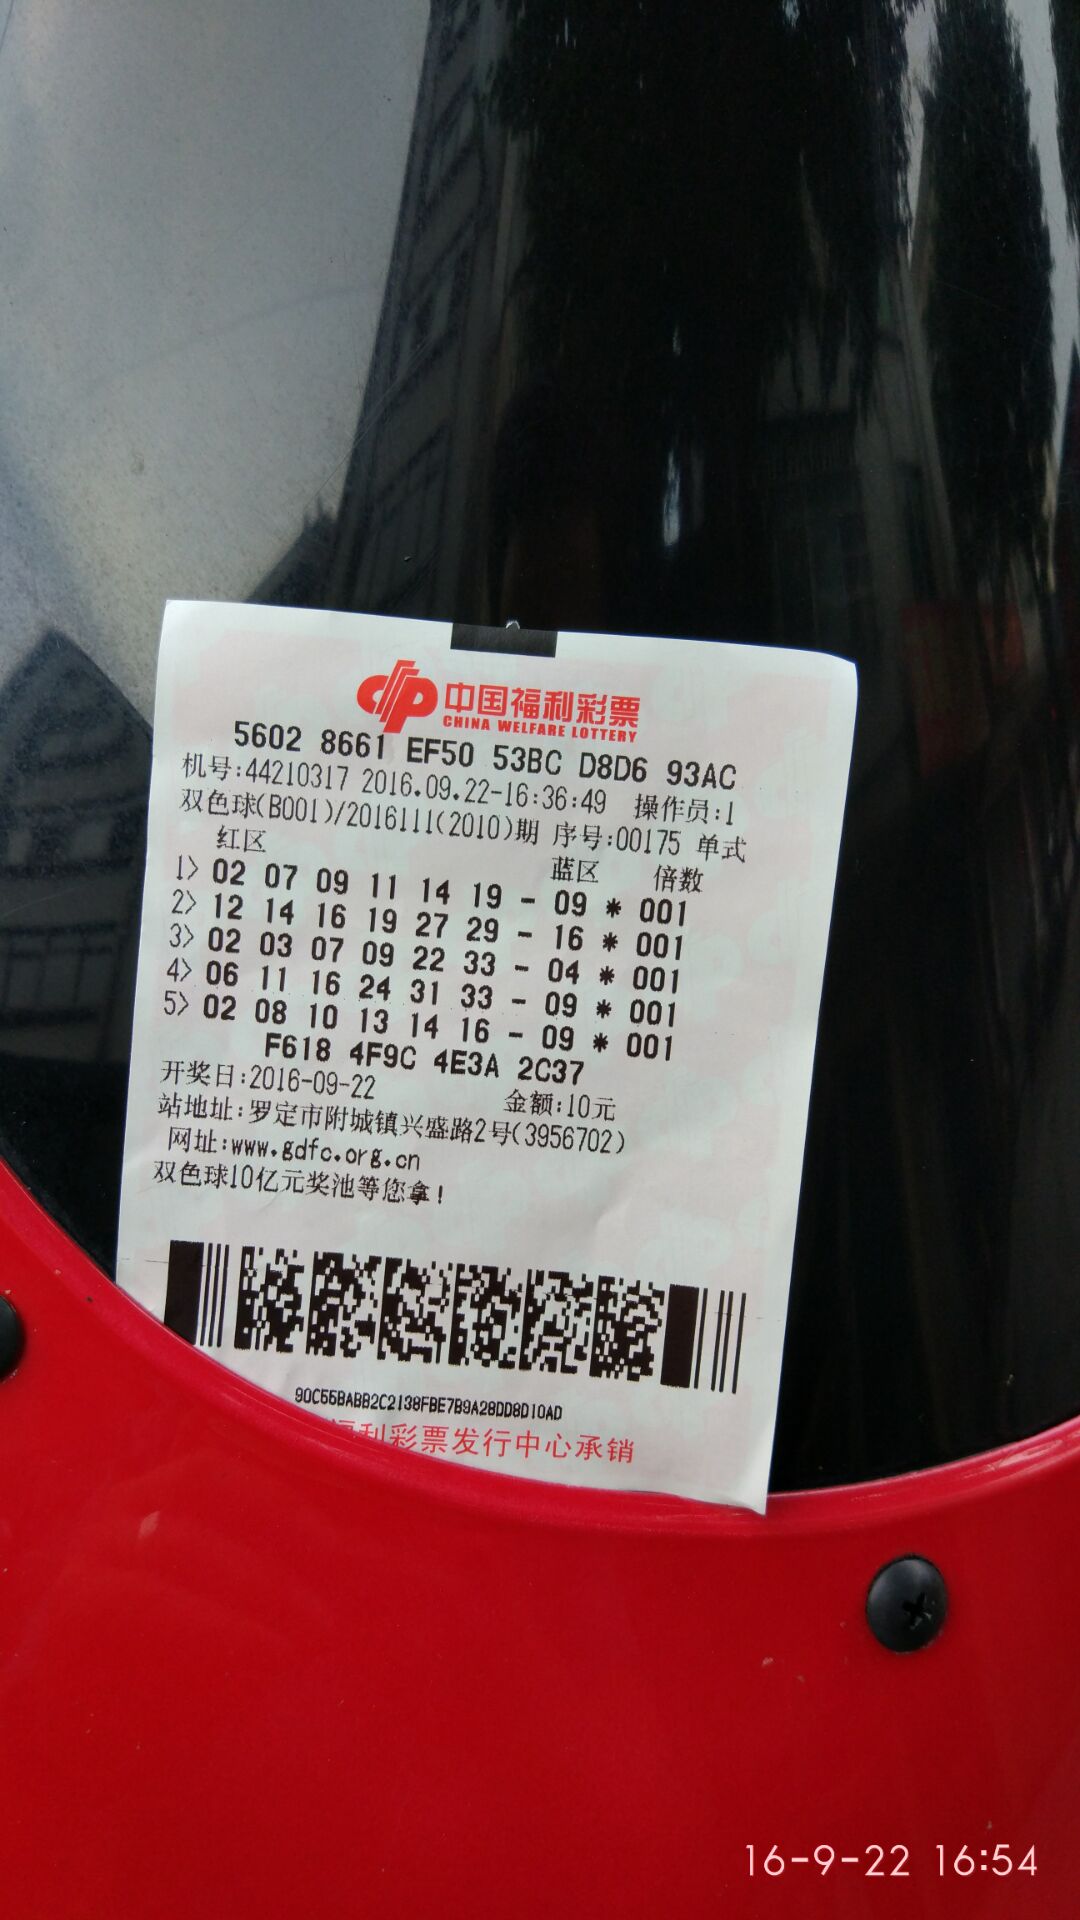 中国福利彩票
CHINA WELFARE LOTTERY
5602 8661 EF50 53BC D8D6 93AC
机号:44210317 2016.09.22-16:36:49 操作员:1
双色球(B001)/2016111(2010)期 序号:00175 单式
红区 蓝区 倍数
1> 02 07 09 11 14 19 - 09 * 001
2> 12 14 16 19 27 29 - 16 * 001
3> 02 03 07 09 22 33 - 04 * 001
4> 06 11 16 24 31 33 - 09 * 001
5> 02 08 10 13 14 16 - 09 * 001
F618 4F9C 4E3A 2C37
开奖日:2016-09-22 金额:10元
站地址:罗定市附城镇兴盛路2号(3956702)
网址:www.gdfc.org.cn
双色球10亿元奖池等您拿!
90C55BABB2C2138FBE7B9A28DD8D10AD
福利彩票发行中心承销
16-9-22 16:54